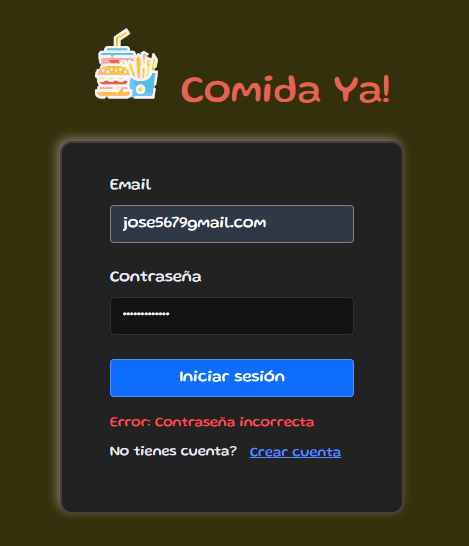 Comida Ya!
Email
jose5679gmail.com
Contraseña
•••••••••••••
Iniciar sesión
Error: Contraseña incorrecta
No tienes cuenta? Crear cuenta